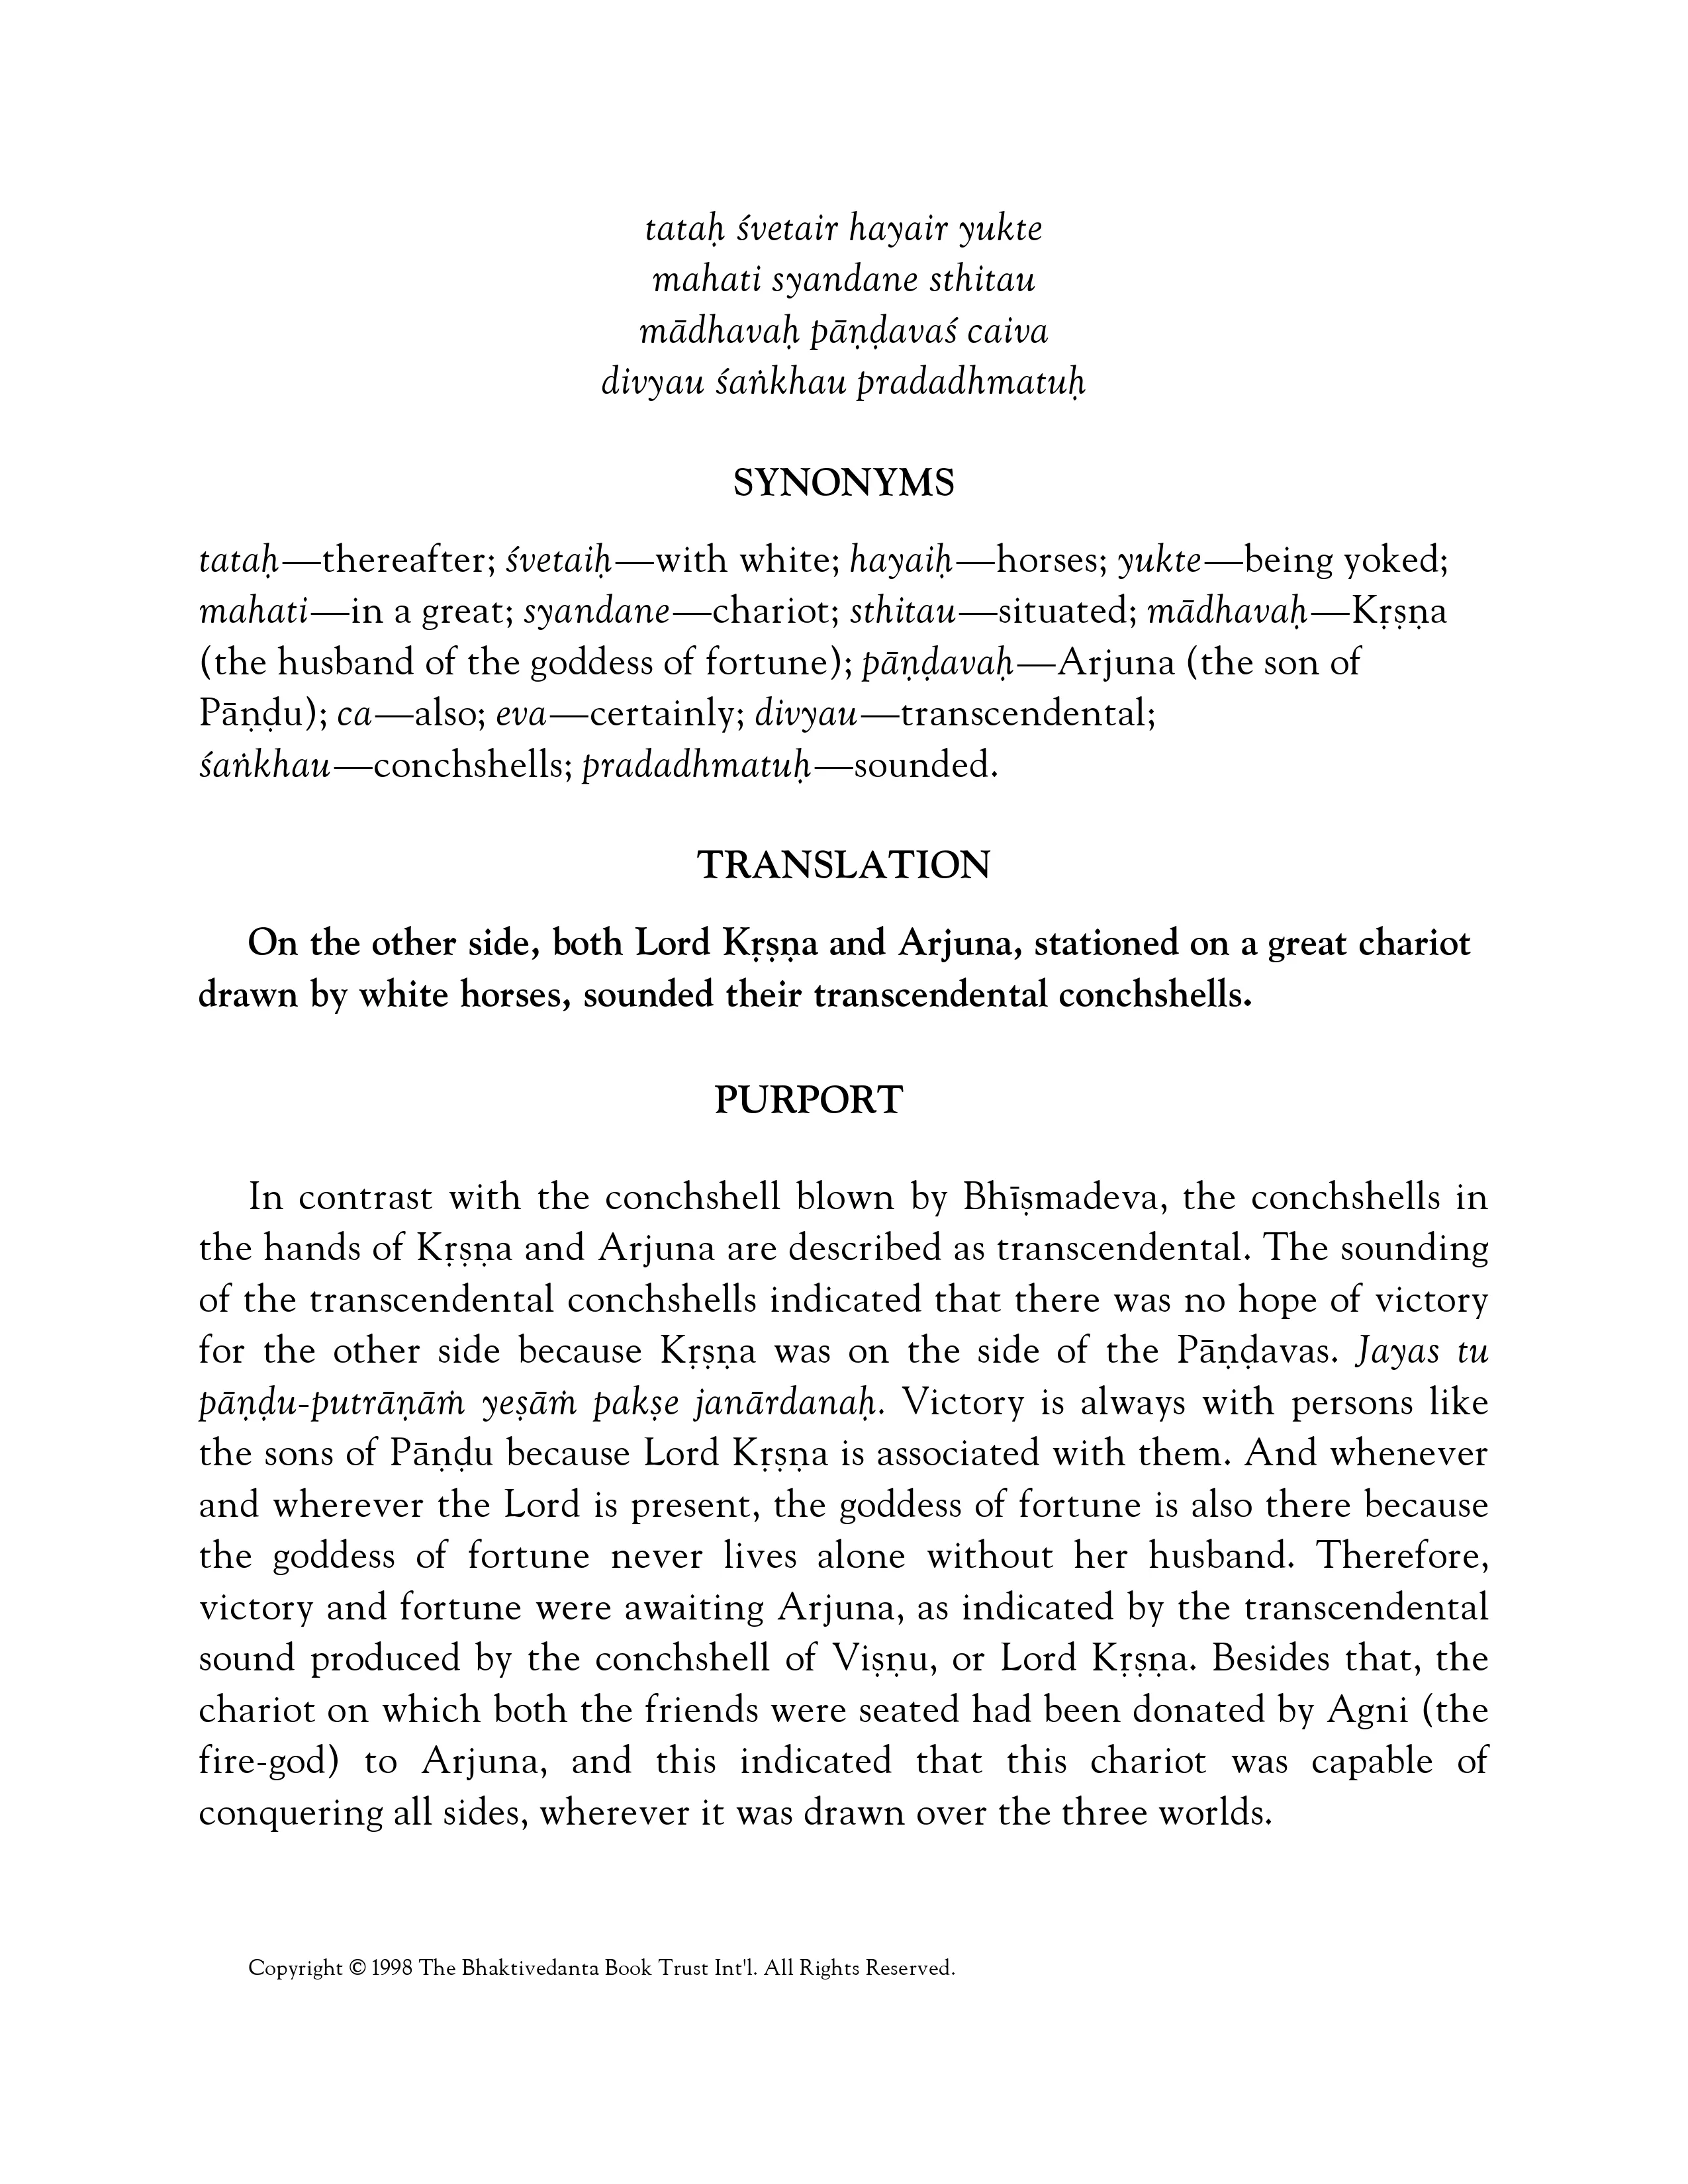 tataḥ śvetair hayair yukte
mahati syandane sthitau
mādhavaḥ pāṇḍavaś caiva
divyau śaṅkhau pradadhmatuḥ
SYNONYMS
tataḥ—thereafter; śvetaiḥ—with white; hayaiḥ—horses; yukte—being yoked;
mahati—in a great; syandane—chariot; sthitau—situated; mādhavaḥ—Kṛṣṇa
(the husband of the goddess of fortune); pāṇḍavaḥ—Arjuna (the son of
Pāṇḍu); ca—also; eva—certainly; divyau—transcendental;
śaṅkhau—conchshells; pradadhmatuḥ—sounded.
TRANSLATION
On the other side, both Lord Kṛṣṇa and Arjuna, stationed on a great chariot
drawn by white horses, sounded their transcendental conchshells.
PURPORT
In contrast with the conchshell blown by Bhīṣmadeva, the conchshells in
the hands of Kṛṣṇa and Arjuna are described as transcendental. The sounding
of the transcendental conchshells indicated that there was no hope of victory
for the other side because Kṛṣṇa was on the side of the Pāṇḍavas. Jayas tu
pāṇḍu-putrāṇāṁ yeṣāṁ pakṣe janārdanaḥ. Victory is always with persons like
the sons of Pāṇḍu because Lord Kṛṣṇa is associated with them. And whenever
and wherever the Lord is present, the goddess of fortune is also there because
the goddess of fortune never lives alone without her husband. Therefore,
victory and fortune were awaiting Arjuna, as indicated by the transcendental
sound produced by the conchshell of Viṣṇu, or Lord Kṛṣṇa. Besides that, the
chariot on which both the friends were seated had been donated by Agni (the
fire-god) to Arjuna, and this indicated that this chariot was capable of
conquering all sides, wherever it was drawn over the three worlds.
Copyright © 1998 The Bhaktivedanta Book Trust Int'l. All Rights Reserved.